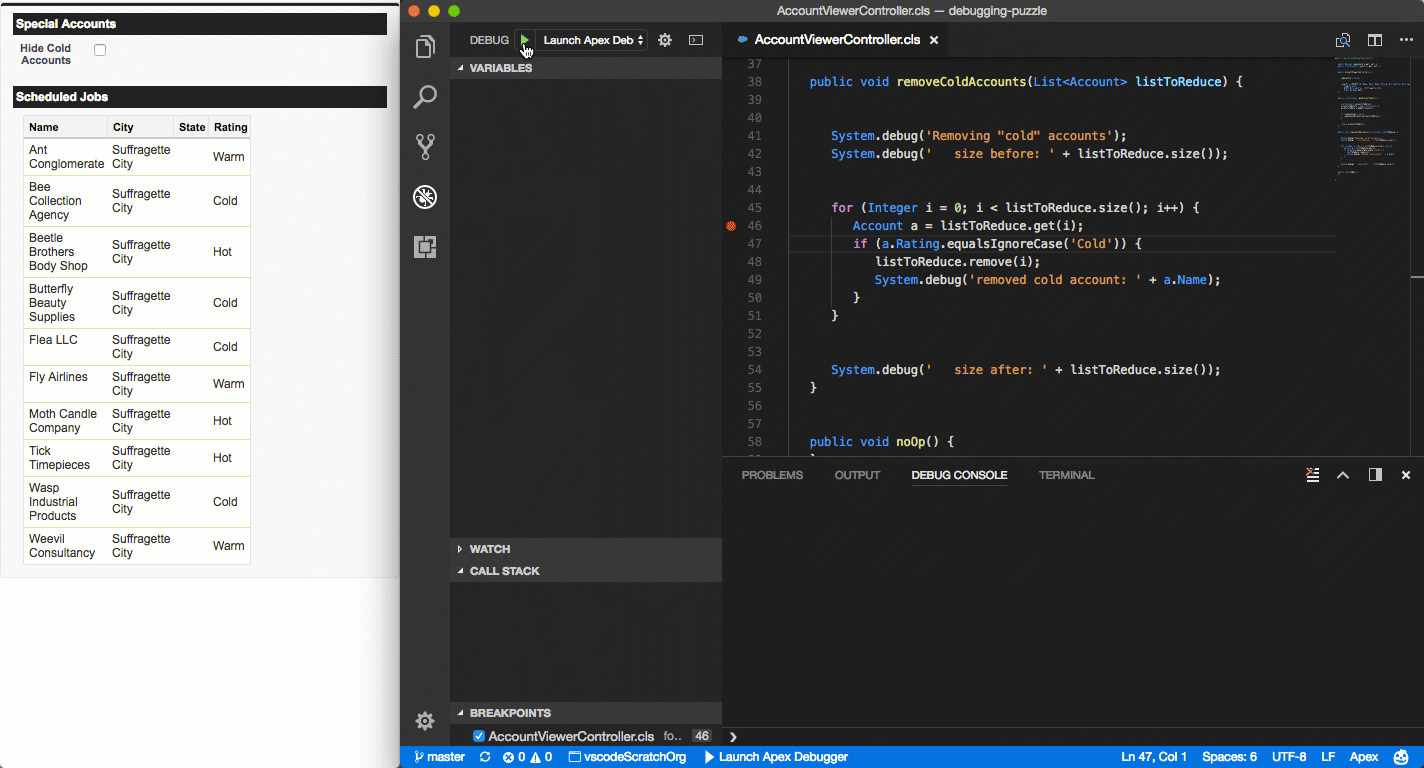 Special Accounts
Hide Cold
Accounts
Scheduled Jobs
Name City State Rating
Ant Conglomerate Suffragette City Warm
Bee Collection Agency Suffragette City Cold
Beetle Brothers Body Shop Suffragette City Hot
Butterfly Beauty Supplies Suffragette City Cold
Flea LLC Suffragette City Cold
Fly Airlines Suffragette City Warm
Moth Candle Company Suffragette City Hot
Tick Timepieces Suffragette City Hot
Wasp Industrial Products Suffragette City Cold
Weevil Consultancy Suffragette City Warm
AccountViewerController.cls — debugging-puzzle
DEBUG Launch Apex Deb
VARIABLES
WATCH
CALL STACK
BREAKPOINTS
AccountViewerController.cls fo.. 46
AccountViewerController.cls
37
38 public void removeColdAccounts(List<Account> listToReduce) {
39
40
41 System.debug('Removing "cold" accounts');
42 System.debug('   size before: ' + listToReduce.size());
43
44
45 for (Integer i = 0; i < listToReduce.size(); i++) {
46 Account a = listToReduce.get(i);
47 if (a.Rating.equalsIgnoreCase('Cold')) {
48 listToReduce.remove(i);
49 System.debug('removed cold account: ' + a.Name);
50 }
51 }
52
53
54 System.debug('   size after: ' + listToReduce.size());
55 }
56
57
58 public void noOp() {
PROBLEMS OUTPUT DEBUG CONSOLE TERMINAL
master 0 0 vscodeScratchOrg Launch Apex Debugger Ln 47, Col 1 Spaces: 6 UTF-8 LF Apex